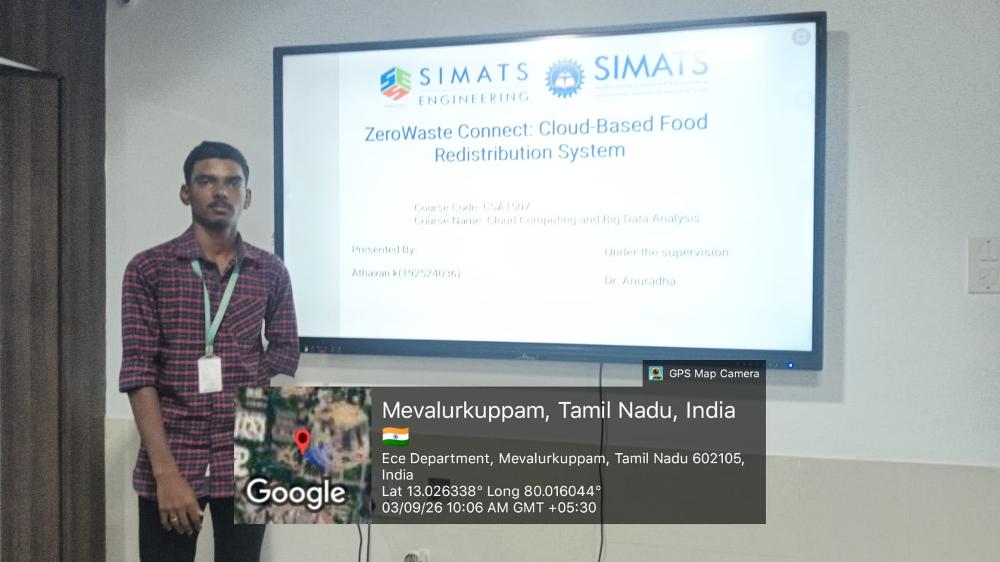 SIMATS
ENGINEERING
SIMATS
ZeroWaste Connect: Cloud-Based Food
Redistribution System
Course Code: CSA1507
Course Name: Cloud Computing and Big Data Analysis
Presented By
Athavan k(192524036)
Under the supervision:
Dr. Anuradha
GPS Map Camera
Mevalurkuppam, Tamil Nadu, India
Ece Department, Mevalurkuppam, Tamil Nadu 602105,
India
Lat 13.026338° Long 80.016044°
03/09/26 10:06 AM GMT +05:30
Google